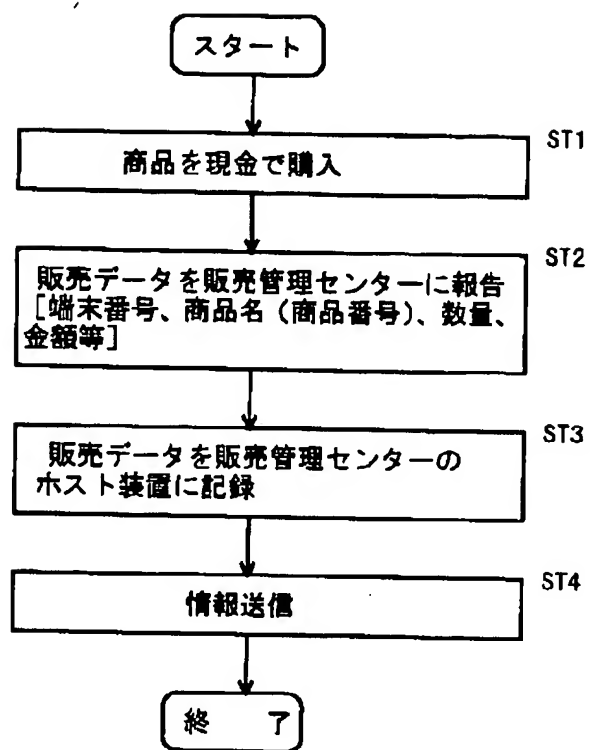 スタート
ST1
商品を現金で購入
ST2
販売データを販売管理センターに報告
[端末番号、商品名（商品番号）、数量、
金額等]
ST3
販売データを販売管理センターの
ホスト装置に記録
ST4
情報送信
終　了